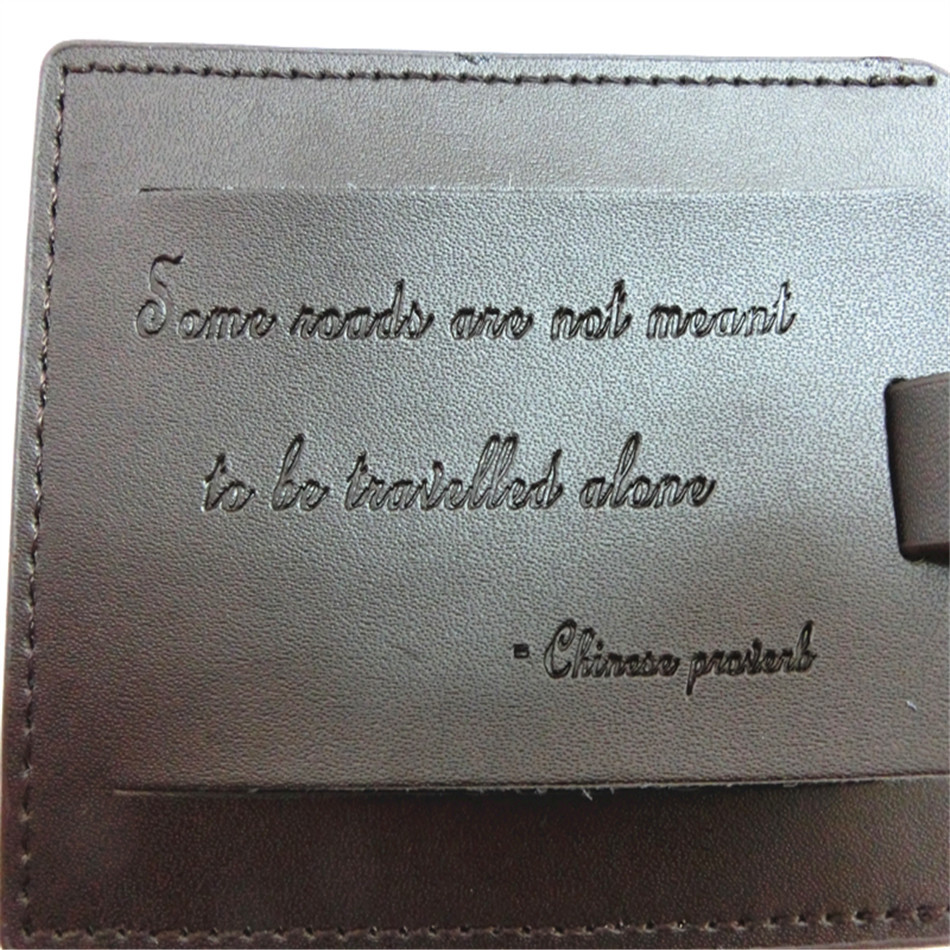 Some roads are not meant
to be travelled alone
- Chinese proverb